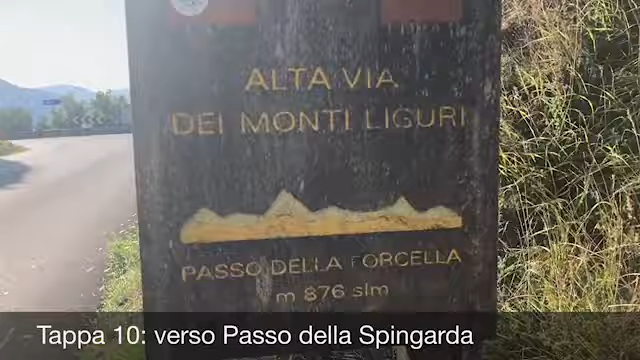 ALTA VIA
DEI MONTI LIGURI
PASSO DELLA FORCELLA
m 876 slm
Tappa 10: verso Passo della Spingarda